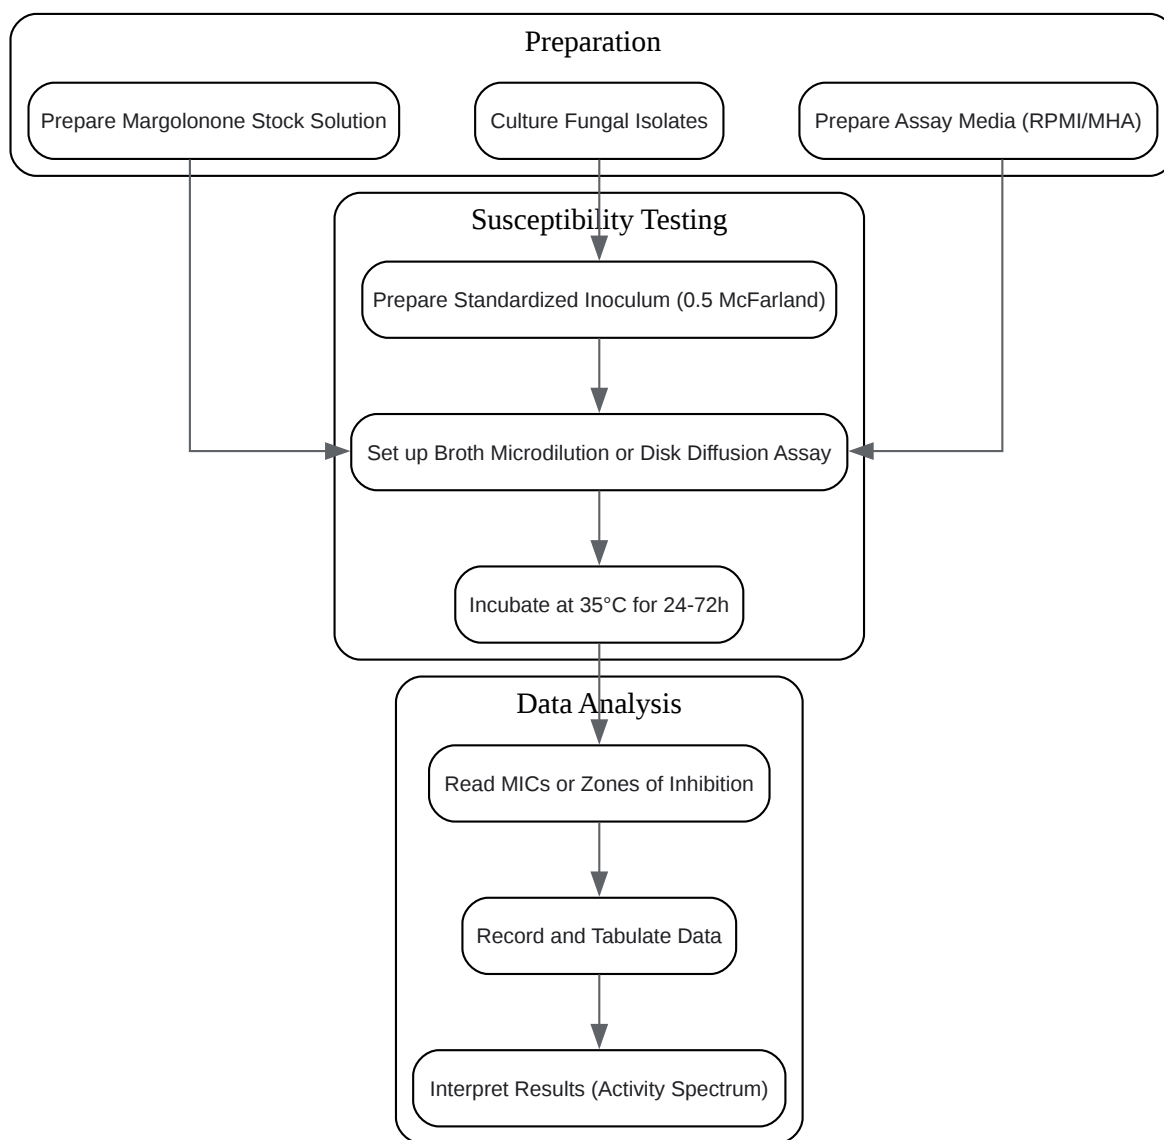 Preparation
Prepare Margolonone Stock Solution
Culture Fungal Isolates
Prepare Assay Media (RPMI/MHA)
Susceptibility Testing
Prepare Standardized Inoculum (0.5 McFarland)
Set up Broth Microdilution or Disk Diffusion Assay
Incubate at 35°C for 24-72h
Data Analysis
Read MICs or Zones of Inhibition
Record and Tabulate Data
Interpret Results (Activity Spectrum)